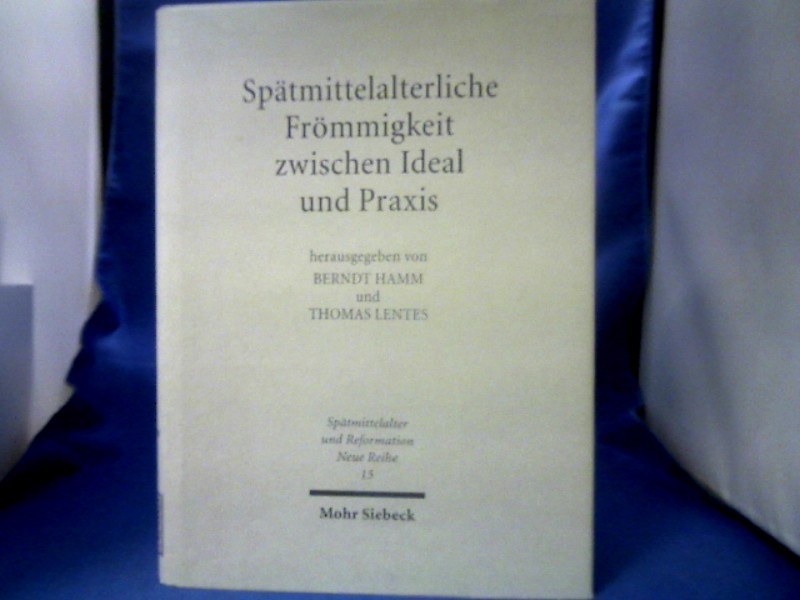 Spätmittelalterliche
Frömmigkeit
zwischen Ideal
und Praxis
herausgegeben von
BERNDT HAMM
und
THOMAS LENTES
Spätmittelalter
und Reformation
Neue Reihe
15
Mohr Siebeck